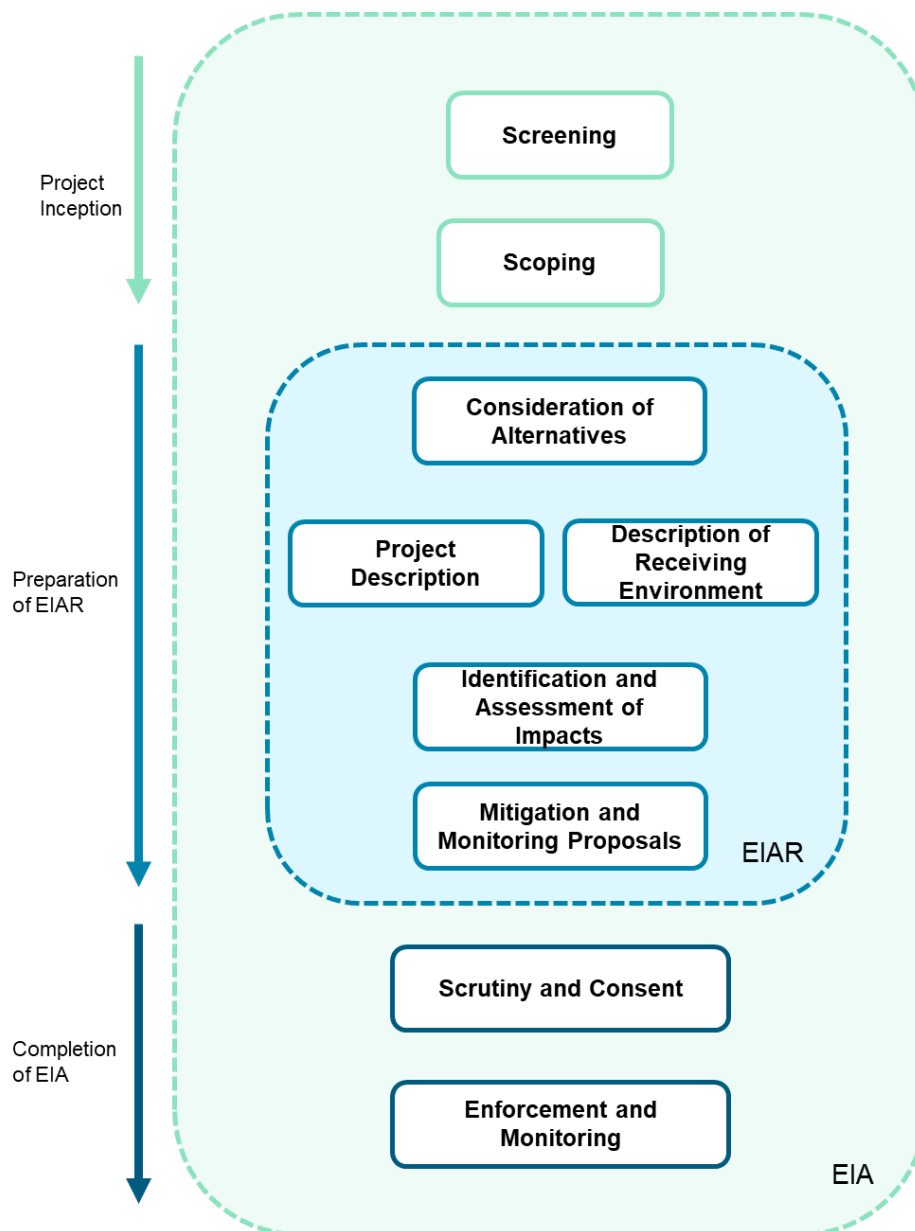 Screening
Project
Inception
Scoping
Consideration of
Alternatives
Project
Description
Description of
Receiving
Environment
Preparation
of EIAR
Identification and
Assessment of
Impacts
Mitigation and
Monitoring Proposals
EIAR
Scrutiny and Consent
Completion
of EIA
Enforcement and
Monitoring
EIA